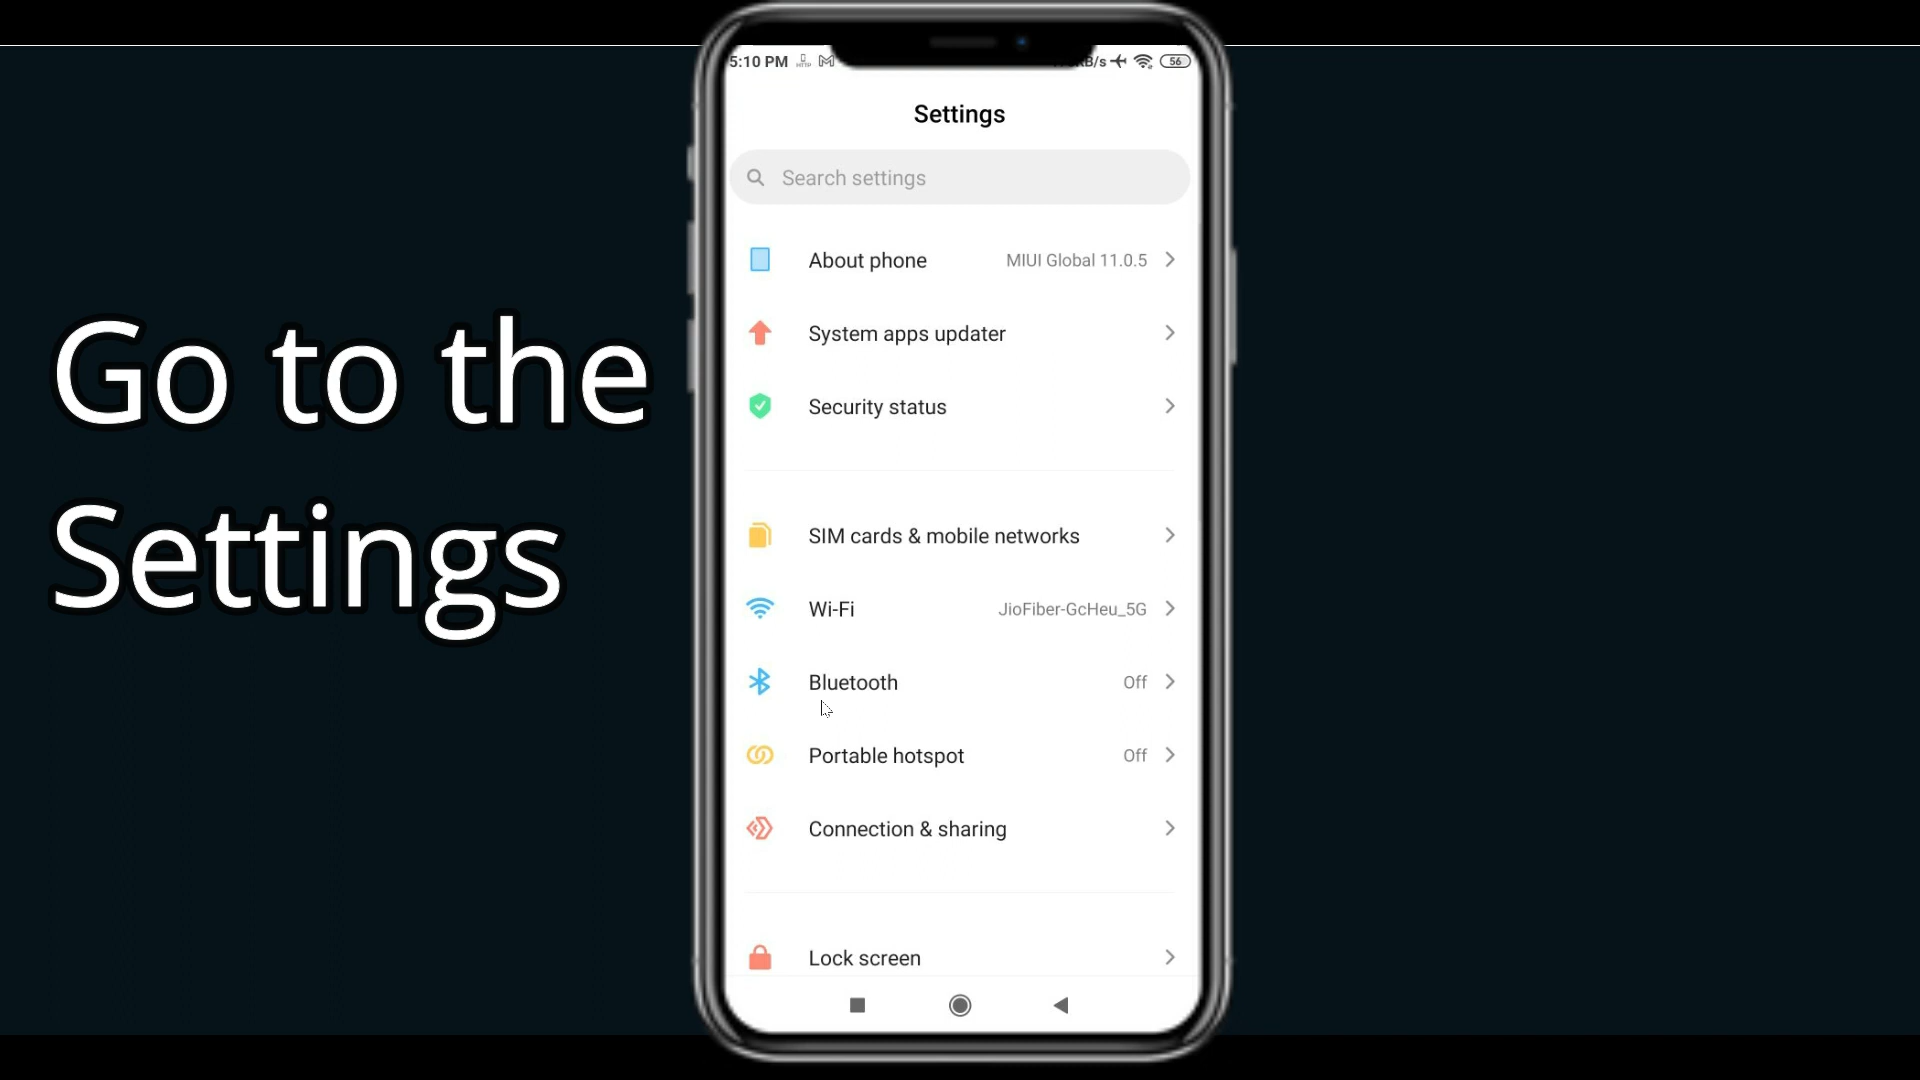 Go to the
Settings
5:10 PM
B/s
56
Settings
Search settings
About phone
MIUI Global 11.0.5
System apps updater
Security status
SIM cards & mobile networks
Wi-Fi
JioFiber-GcHeu_5G
Bluetooth
Off
Portable hotspot
Off
Connection & sharing
Lock screen